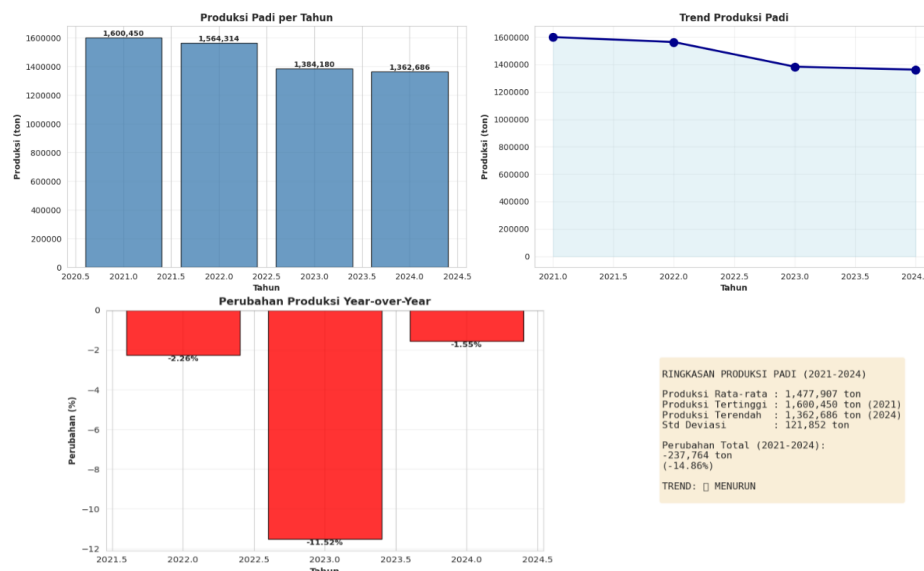 Produksi Padi per Tahun
1,600,450
1,564,314
1,384,180
1,362,686
1600000
1400000
1200000
1000000
800000
600000
400000
200000
0
Produksi (ton)
2020.5 2021.0 2021.5 2022.0 2022.5 2023.0 2023.5 2024.0 2024.5
Tahun
Trend Produksi Padi
1600000
1400000
1200000
1000000
800000
600000
400000
200000
0
Produksi (ton)
2021.0 2021.5 2022.0 2022.5 2023.0 2023.5 2024.
Tahun
Perubahan Produksi Year-over-Year
0
−2
−4
−6
−8
−10
−12
Perubahan (%)
-2.26%
-11.52%
-1.55%
2021.5 2022.0 2022.5 2023.0 2023.5 2024.0 2024.5
Tahun
RINGKASAN PRODUKSI PADI (2021-2024)
Produksi Rata-rata : 1,477,907 ton
Produksi Tertinggi : 1,600,450 ton (2021)
Produksi Terendah : 1,362,686 ton (2024)
Std Deviasi : 121,852 ton
Perubahan Total (2021-2024):
-237,764 ton
(-14.86%)
TREND: ▯ MENURUN